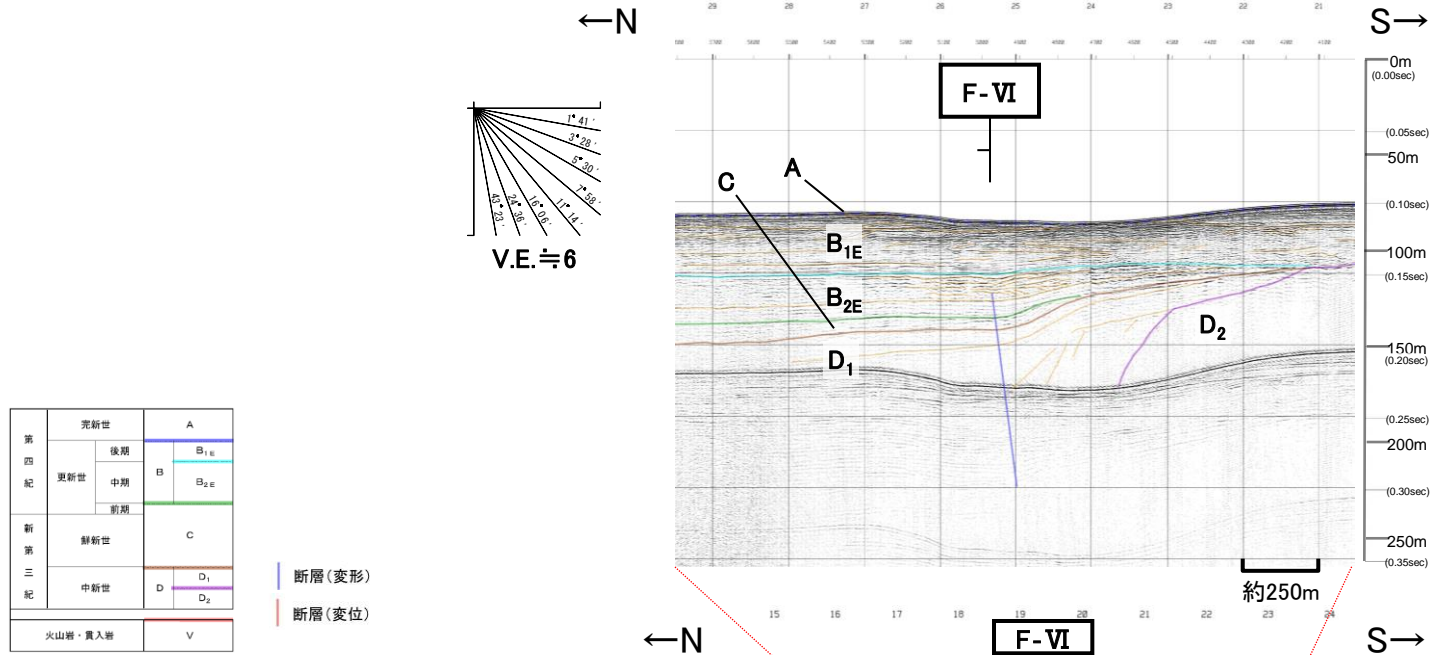 29 28 27 26 25 24 23 22 21
←N
S→
F-Ⅵ
0m
(0.00sec)
(0.05sec)
50m
(0.10sec)
100m
(0.15sec)
150m
(0.20sec)
(0.25sec)
200m
(0.30sec)
250m
(0.35sec)
1°41′
3°28′
5°30′
7°58′
11°14′
16°06′
24°36′
43°23′
V.E.≒6
A
C
B1E
B2E
D1
D2
約250m
第四紀 完新世 A
更新世 後期 B B1E
中期 B2E
前期
新第三紀 鮮新世 C
中新世 D D1
D2
火山岩・貫入岩 V
断層(変形)
断層(変位)
15 16 17 18 19 20 21 22 23 24
←N
F-Ⅵ
S→